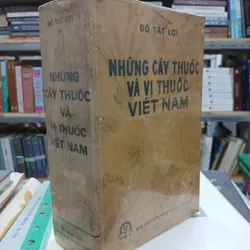 ĐỖ TẤT LỢI
NHỮNG CÂY THUỐC
VÀ VỊ THUỐC
VIỆT NAM
NHỮNG
CÂY THUỐC
VÀ
VỊ THUỐC
VIỆT NAM